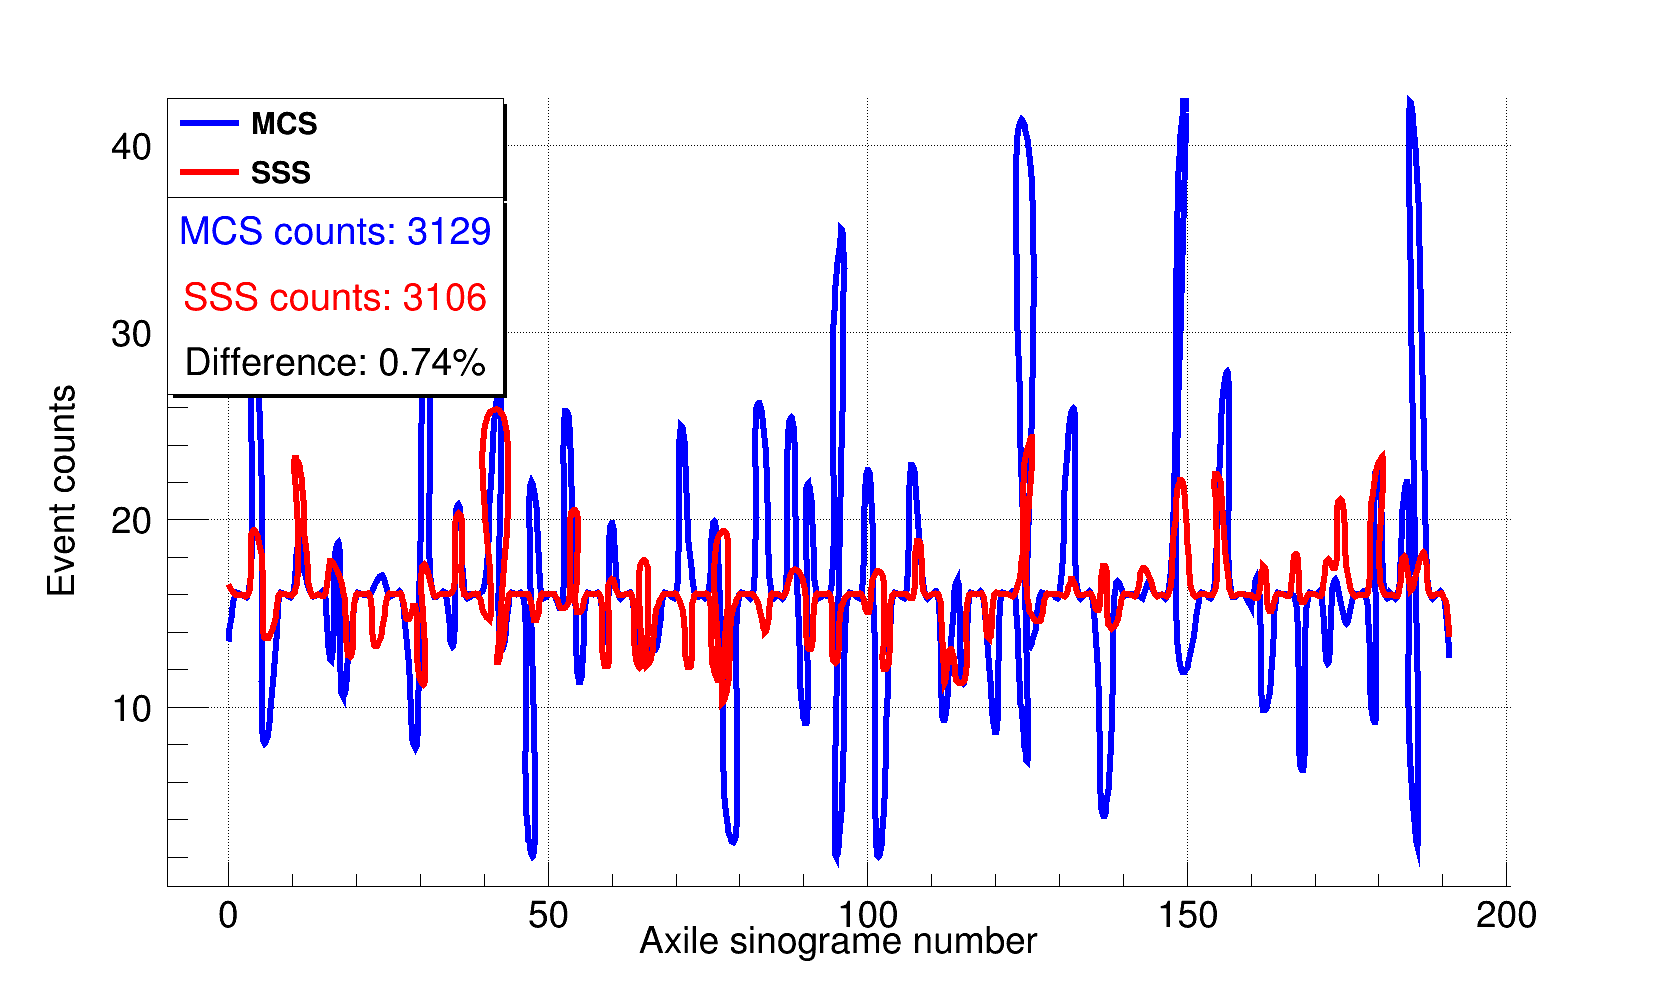 MCS
SSS
MCS counts: 3129
SSS counts: 3106
Difference: 0.74%
40
30
20
10
Event counts
0 50 100 150 200
Axile sinograme number